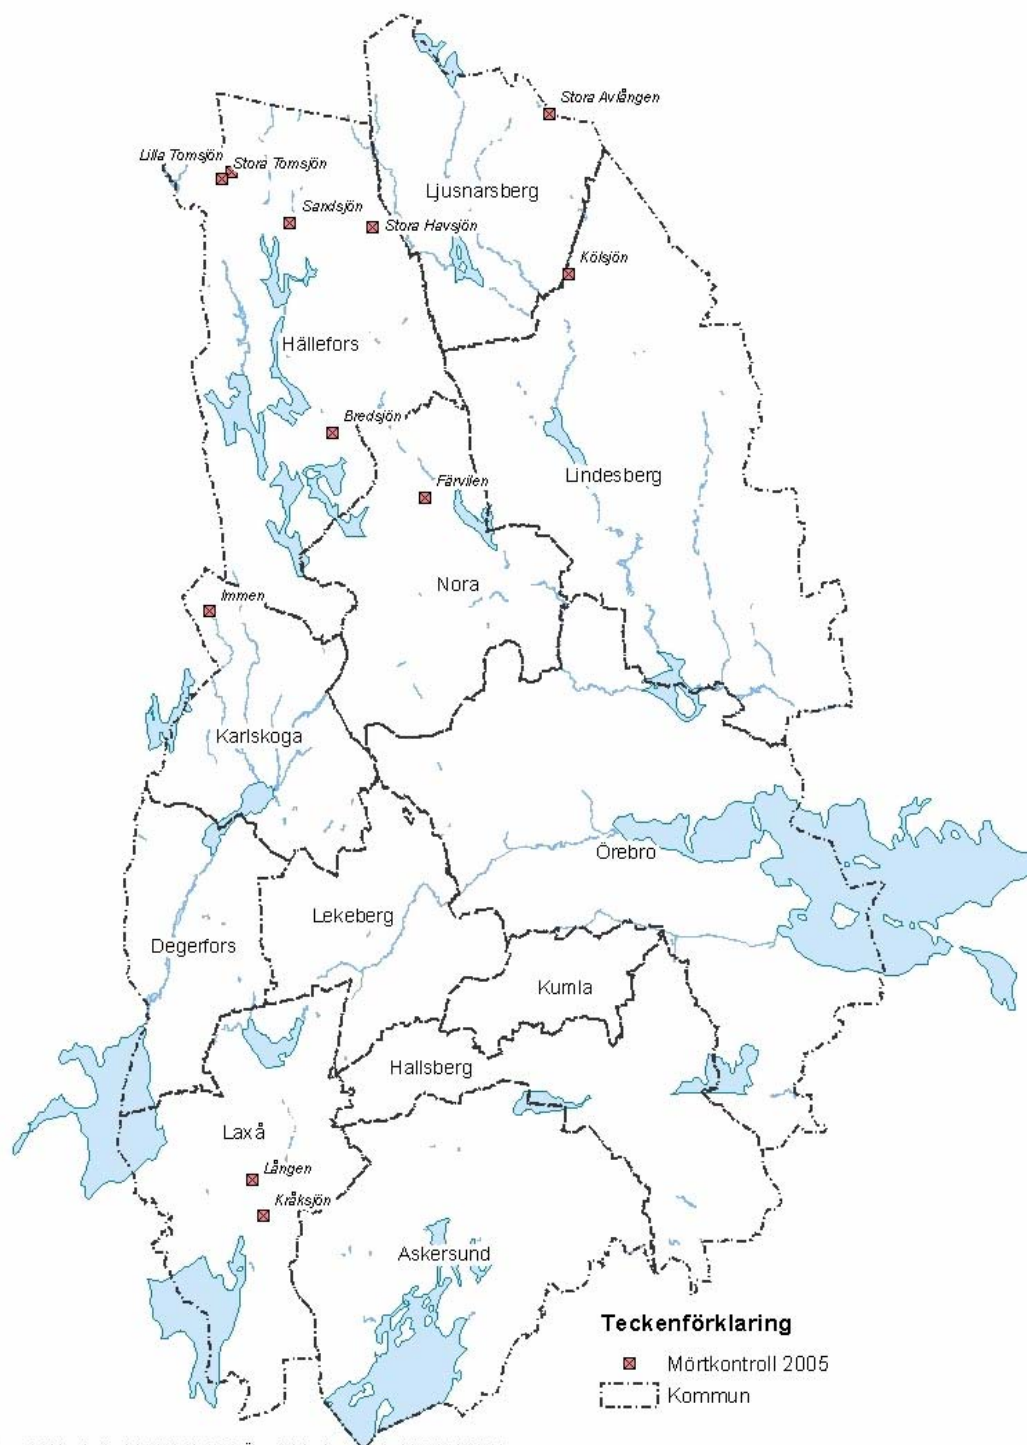 Stora Avlången
Lilla Tomsjön
Stora Tomsjön
Ljusnarsberg
Sandsjön
Stora Havsjön
Kölsjön
Hällefors
Bredsjön
Färvilen
Lindesberg
Nora
Immen
Karlskoga
Örebro
Lekeberg
Degerfors
Kumla
Hallsberg
Laxå
Lången
Kråksjön
Askersund
Teckenförklaring
Mörtkontroll 2005
Kommun